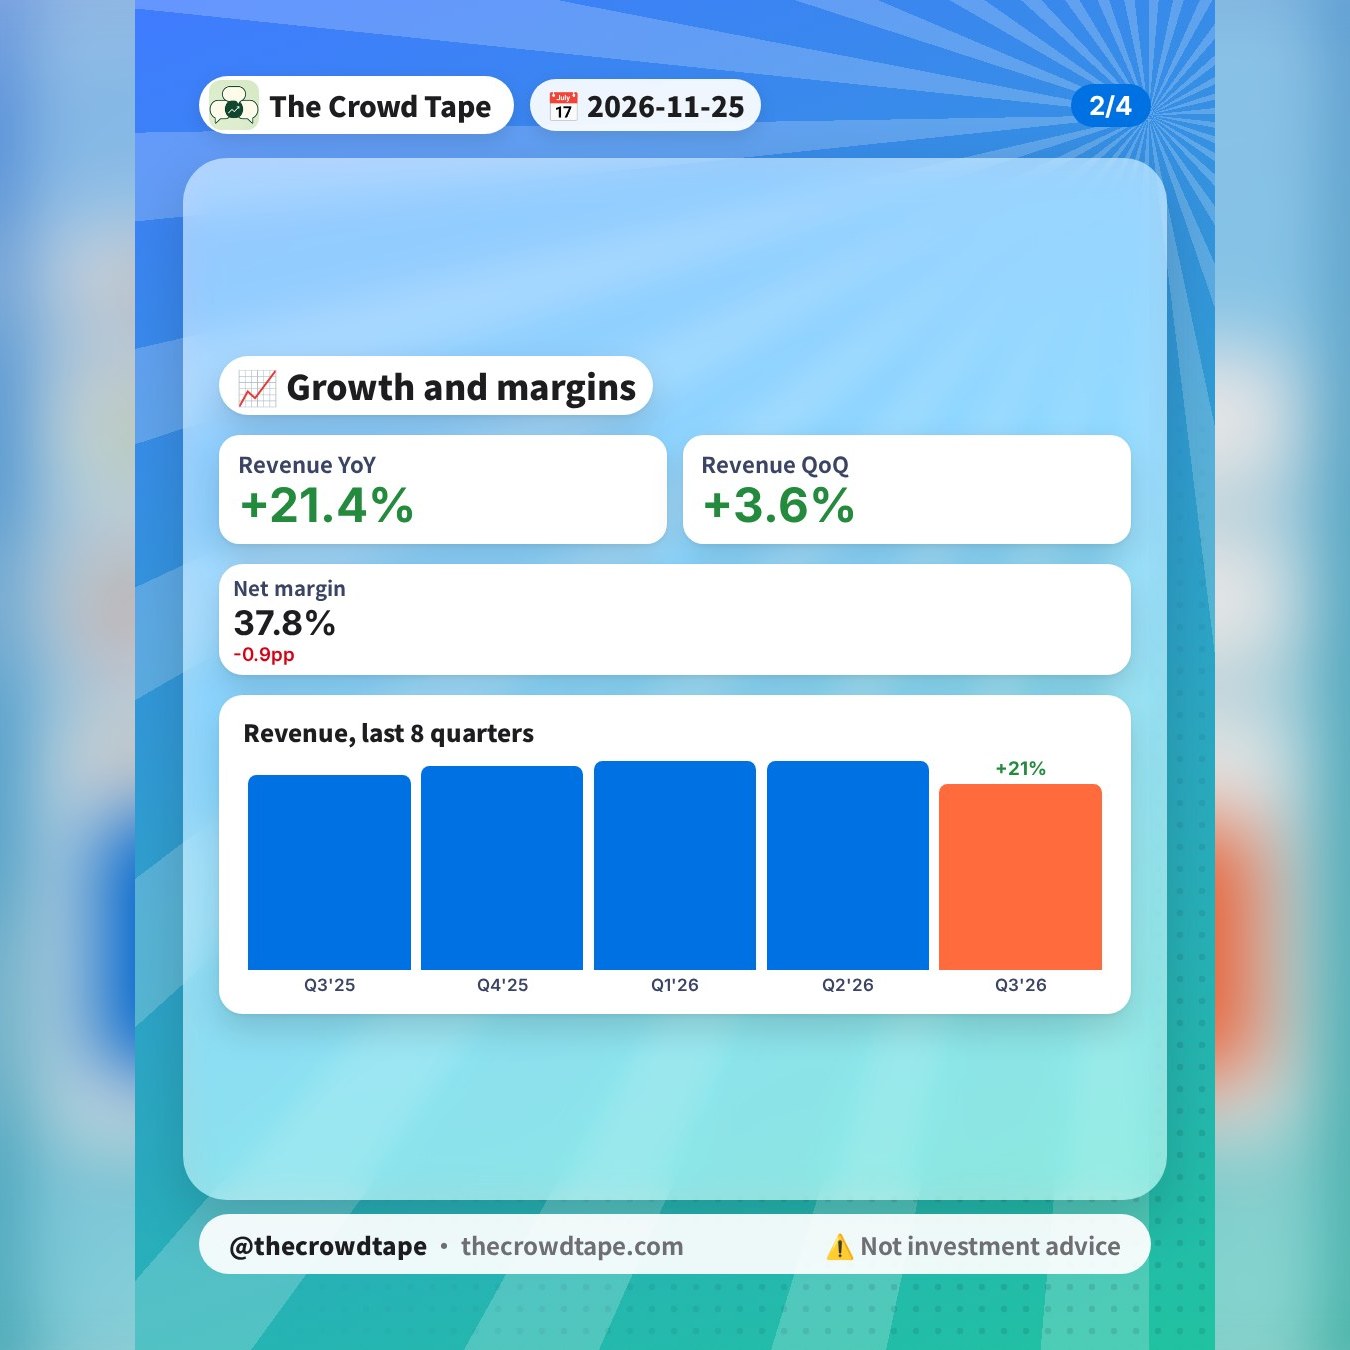 The Crowd Tape
2026-11-25
2/4
Growth and margins
Revenue YoY
+21.4%
Revenue QoQ
+3.6%
Net margin
37.8%
-0.9pp
Revenue, last 8 quarters
+21%
Q3'25
Q4'25
Q1'26
Q2'26
Q3'26
@thecrowdtape • thecrowdtape.com
⚠️ Not investment advice